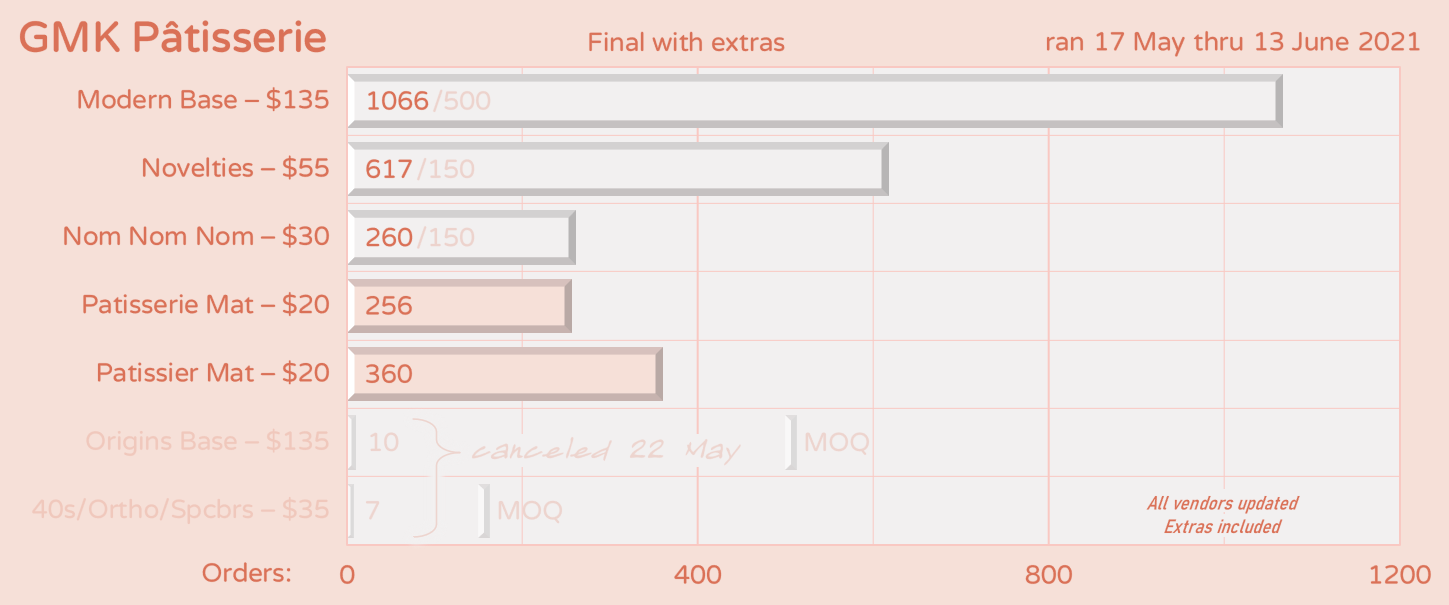 GMK Pâtisserie
Final with extras
ran 17 May thru 13 June 2021
Modern Base – $135
1066/500
Novelties – $55
617/150
Nom Nom Nom – $30
260/150
Patisserie Mat – $20
256
Patissier Mat – $20
360
Origins Base – $135
10
canceled 22 May
MOQ
40s/Ortho/Spcbrs – $35
7
MOQ
All vendors updated
Extras included
Orders:
0
400
800
1200